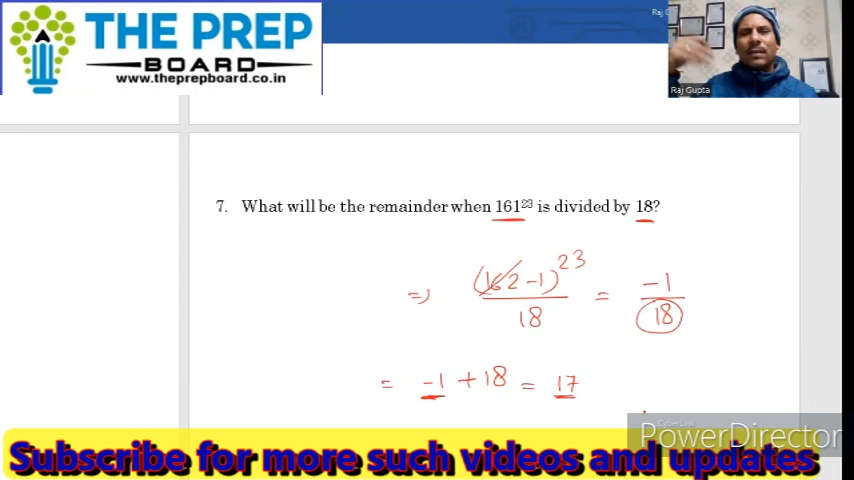 THE PREP
BOARD
www.theprepboard.co.in
Raj G
Raj Gupta
7. What will be the remainder when 161²³ is divided by 18?
=> (162 -1)²³ / 18 = -1 / 18
= -1 + 18 = 17
CyberLink
PowerDirector
Subscribe for more such videos and updates